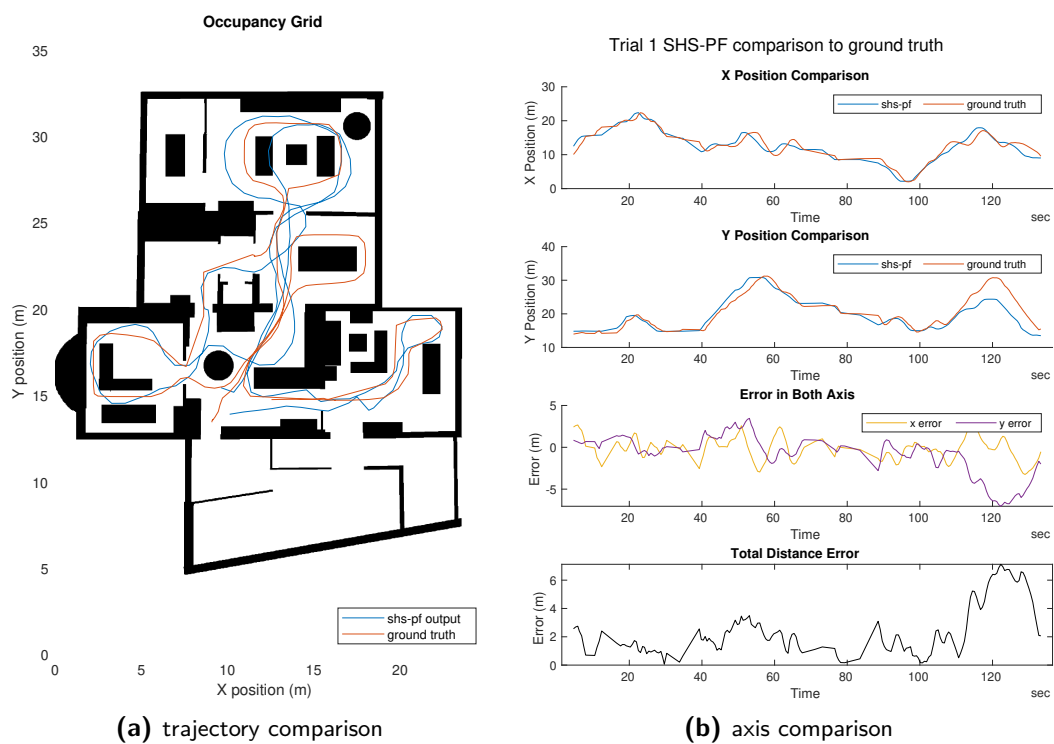 Occupancy Grid
35
30
25
20
15
10
5
0
Y position (m)
0 5 10 15 20
X position (m)
shs-pf output
ground truth
(a) trajectory comparison
Trial 1 SHS-PF comparison to ground truth
X Position Comparison
30
20
10
0
X Position (m)
shs-pf ground truth
20 40 60 80 100 120
Time sec
Y Position Comparison
40
30
20
10
Y Position (m)
shs-pf ground truth
20 40 60 80 100 120
Time sec
Error in Both Axis
5
0
-5
Error (m)
x error y error
20 40 60 80 100 120
Time sec
Total Distance Error
6
4
2
0
Error (m)
20 40 60 80 100 120
Time sec
(b) axis comparison